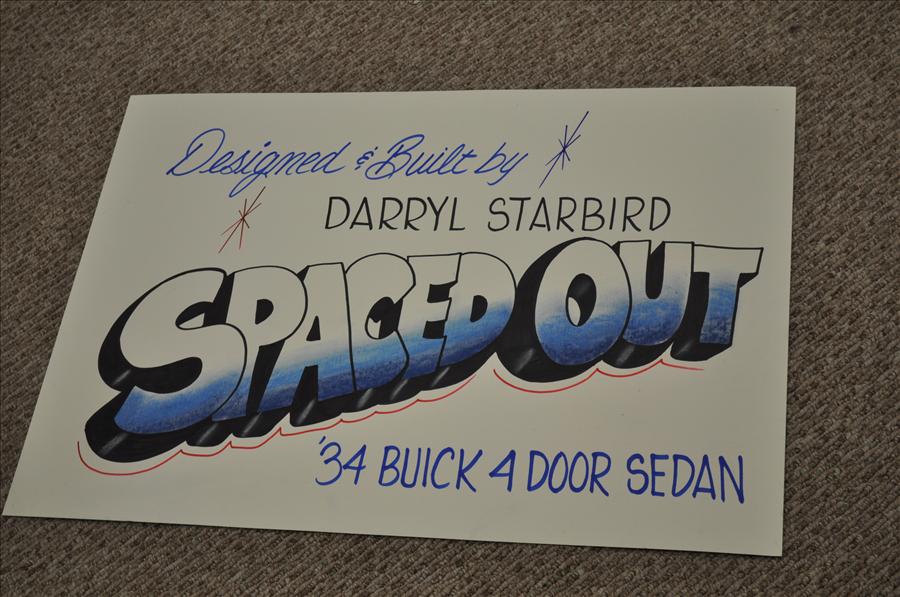 Designed & Built by
DARRYL STARBIRD
SPACED OUT
'34 BUICK 4 DOOR SEDAN